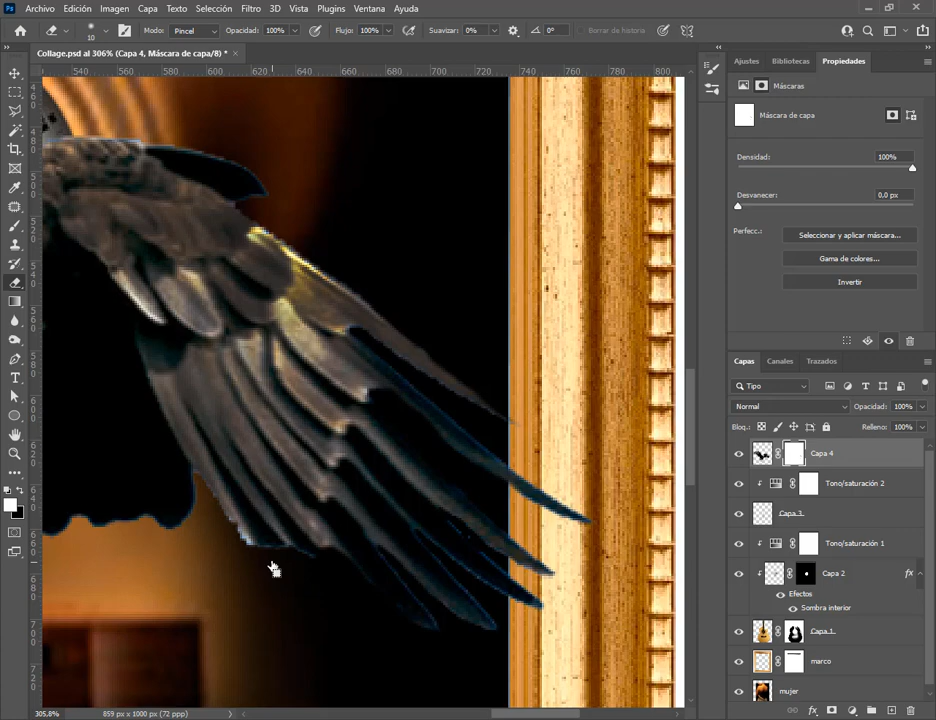 Archivo Edición Imagen Capa Texto Selección Filtro 3D Vista Plugins Ventana Ayuda
10 Modo: Pincel Opacidad: 100% Flujo: 100% Suavizar: 0% 0° Borrar de historia
Collage.psd al 306% (Capa 4, Máscara de capa/8) * ×
540 560 580 600 620 640 660 680 700 720 740 760 780 800
Ajustes Bibliotecas Propiedades
Máscaras
Máscara de capa
Densidad: 100%
Desvanecer: 0,0 px
Perfecc.: Seleccionar y aplicar máscara...
Gama de colores...
Invertir
Capas Canales Trazados
Tipo
Normal Opacidad: 100%
Bloq.: Relleno: 100%
Capa 4
Tono/saturación 2
Capa 3
Tono/saturación 1
Capa 2 fx
Efectos
Sombra interior
Capa 1
marco
mujer
305,8% 859 px x 1000 px (72 ppp)